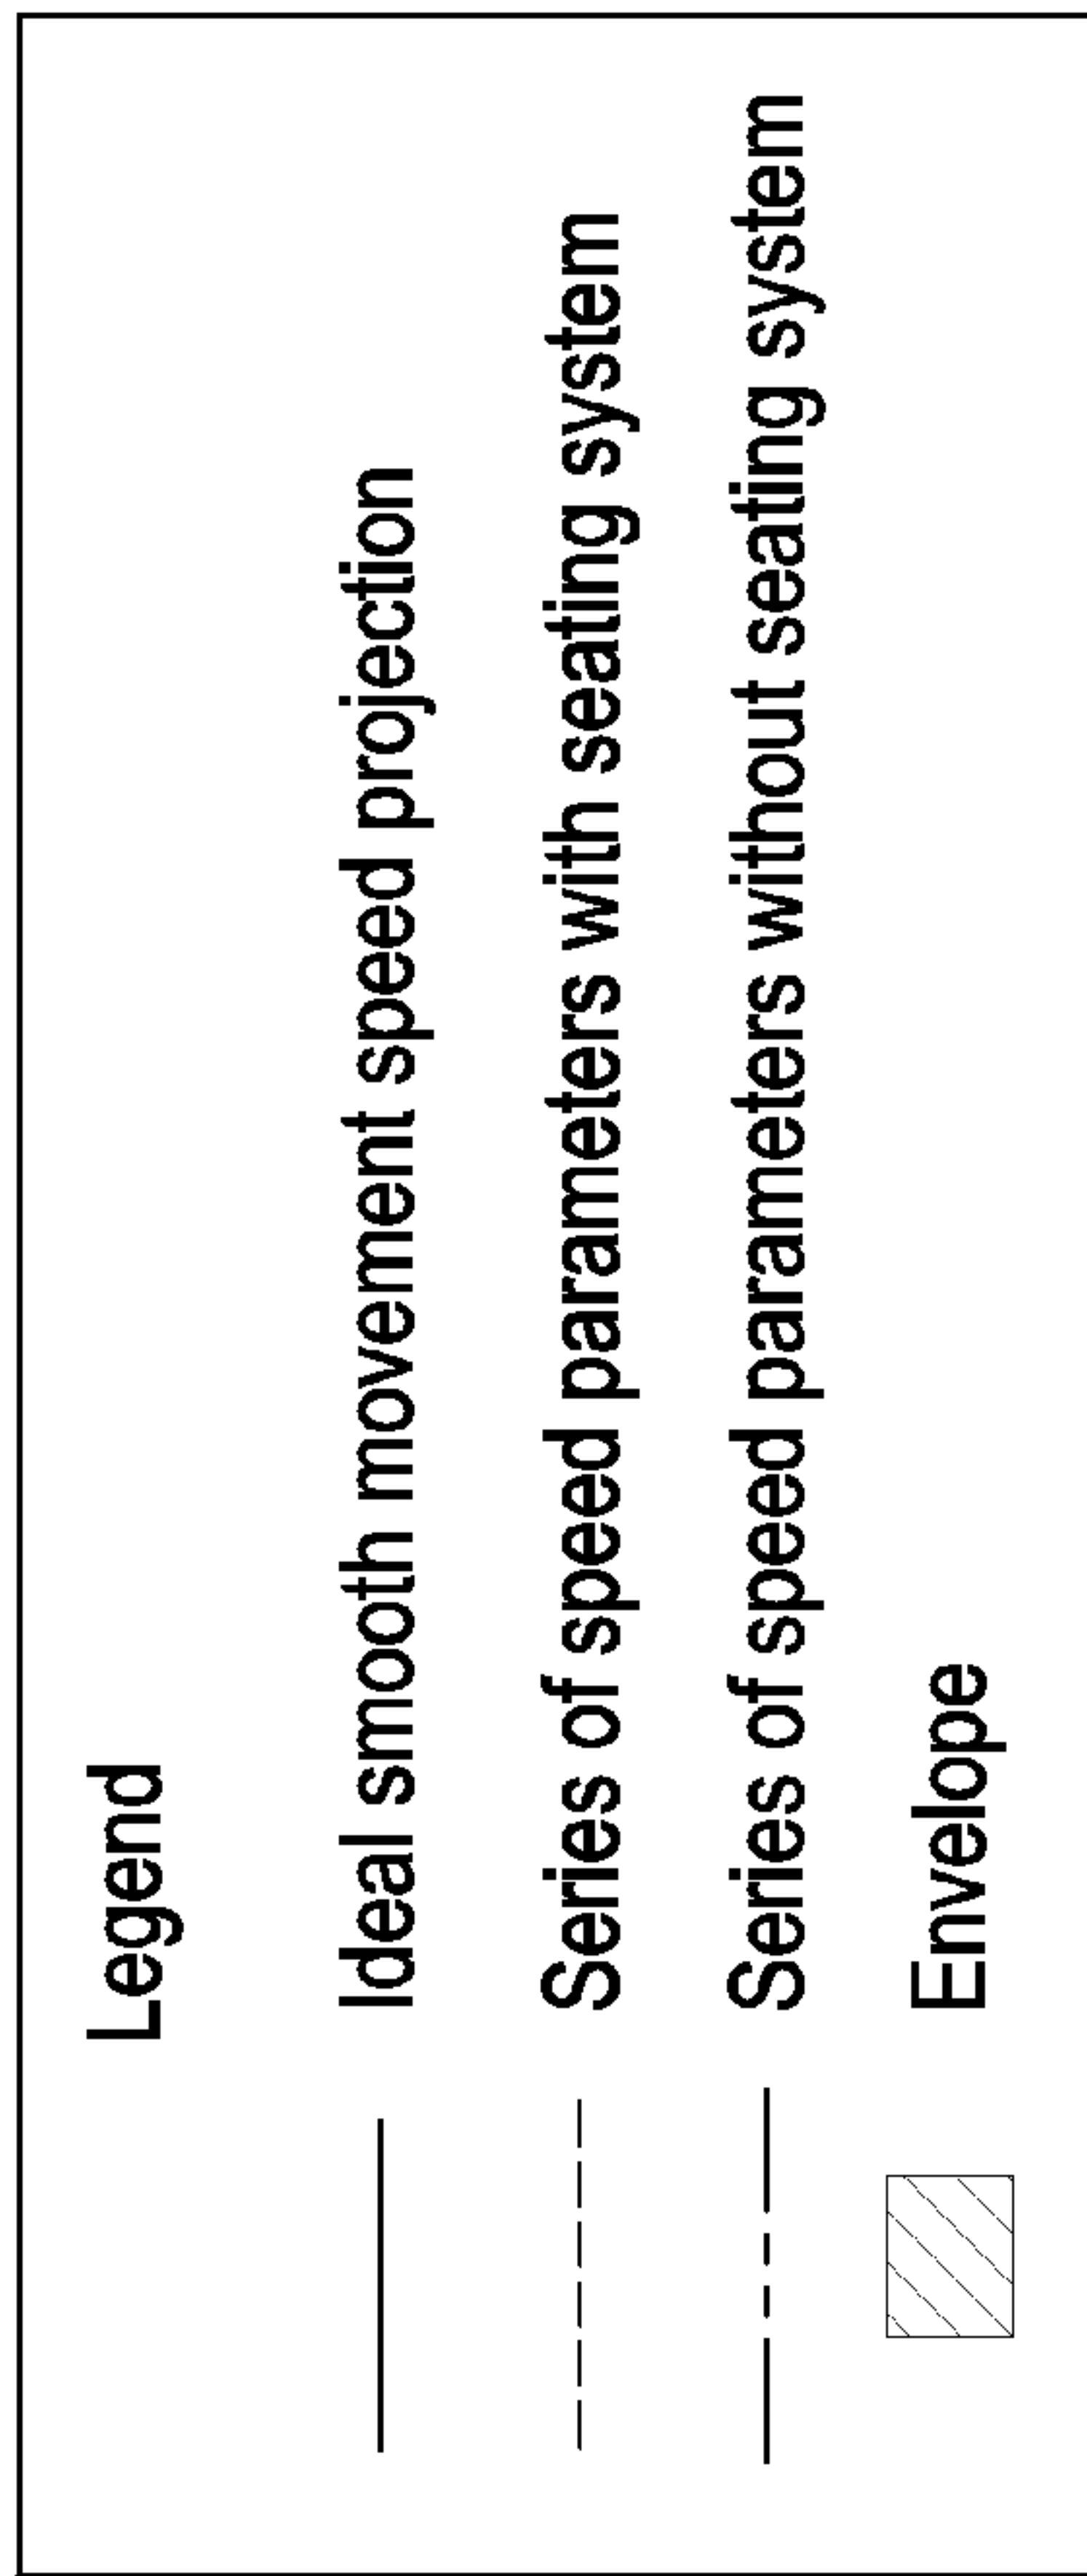 Legend
Ideal smooth movement speed projection
Series of speed parameters with seating system
Series of speed parameters without seating system
Envelope